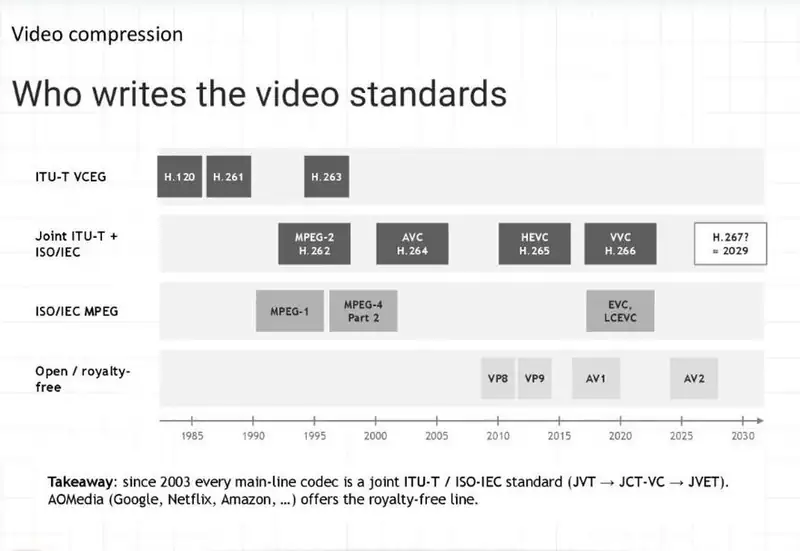 Video compression
Who writes the video standards
ITU-T VCEG
H.120
H.261
H.263
Joint ITU-T +
ISO/IEC
MPEG-2
H.262
AVC
H.264
HEVC
H.265
VVC
H.266
H.267?
≈ 2029
ISO/IEC MPEG
MPEG-1
MPEG-4
Part 2
EVC,
LCEVC
Open / royalty-
free
VP8
VP9
AV1
AV2
1985 1990 1995 2000 2005 2010 2015 2020 2025 2030
Takeaway: since 2003 every main-line codec is a joint ITU-T / ISO-IEC standard (JVT → JCT-VC → JVET).
AOMedia (Google, Netflix, Amazon, …) offers the royalty-free line.